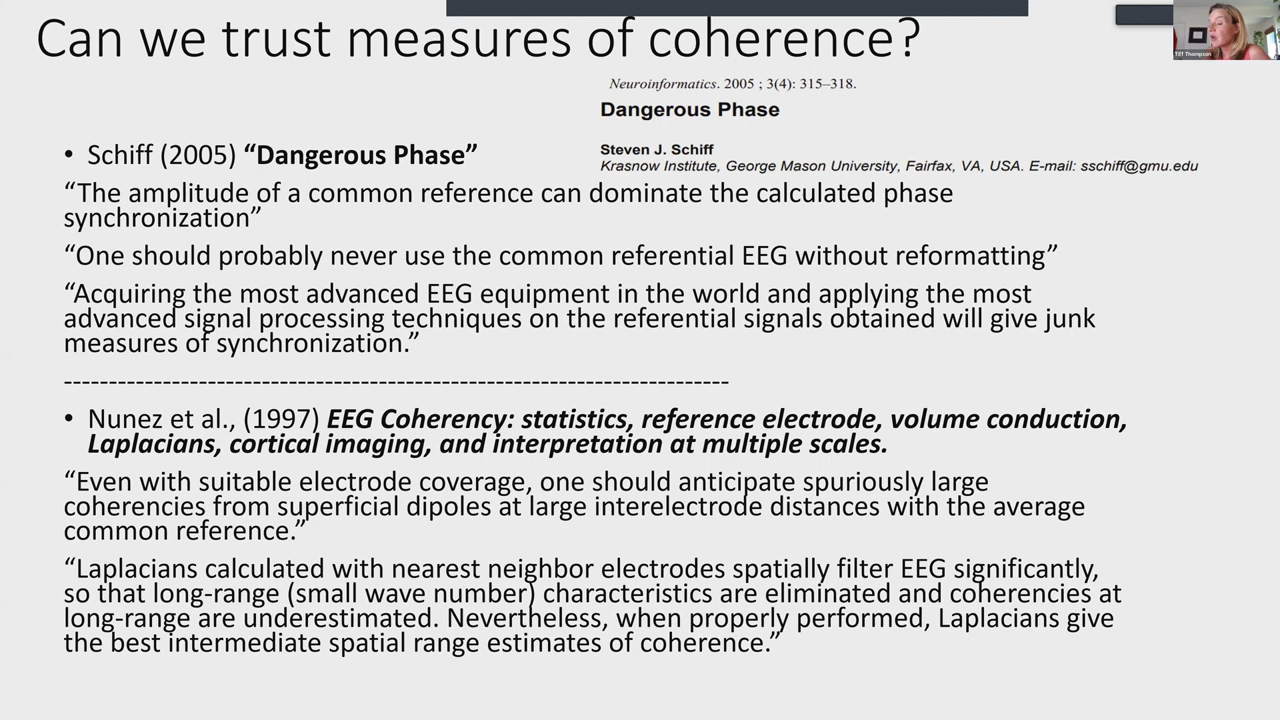 Can we trust measures of coherence?
Tiff Thompson
Neuroinformatics. 2005 ; 3(4): 315–318.
Dangerous Phase
Steven J. Schiff
Krasnow Institute, George Mason University, Fairfax, VA, USA. E-mail: sschiff@gmu.edu
• Schiff (2005) “Dangerous Phase”
“The amplitude of a common reference can dominate the calculated phase
synchronization”
“One should probably never use the common referential EEG without reformatting”
“Acquiring the most advanced EEG equipment in the world and applying the most
advanced signal processing techniques on the referential signals obtained will give junk
measures of synchronization.”
--------------------------------------------------------------------------
• Nunez et al., (1997) EEG Coherency: statistics, reference electrode, volume conduction,
Laplacians, cortical imaging, and interpretation at multiple scales.
“Even with suitable electrode coverage, one should anticipate spuriously large
coherencies from superficial dipoles at large interelectrode distances with the average
common reference.”
“Laplacians calculated with nearest neighbor electrodes spatially filter EEG significantly,
so that long-range (small wave number) characteristics are eliminated and coherencies at
long-range are underestimated. Nevertheless, when properly performed, Laplacians give
the best intermediate spatial range estimates of coherence.”